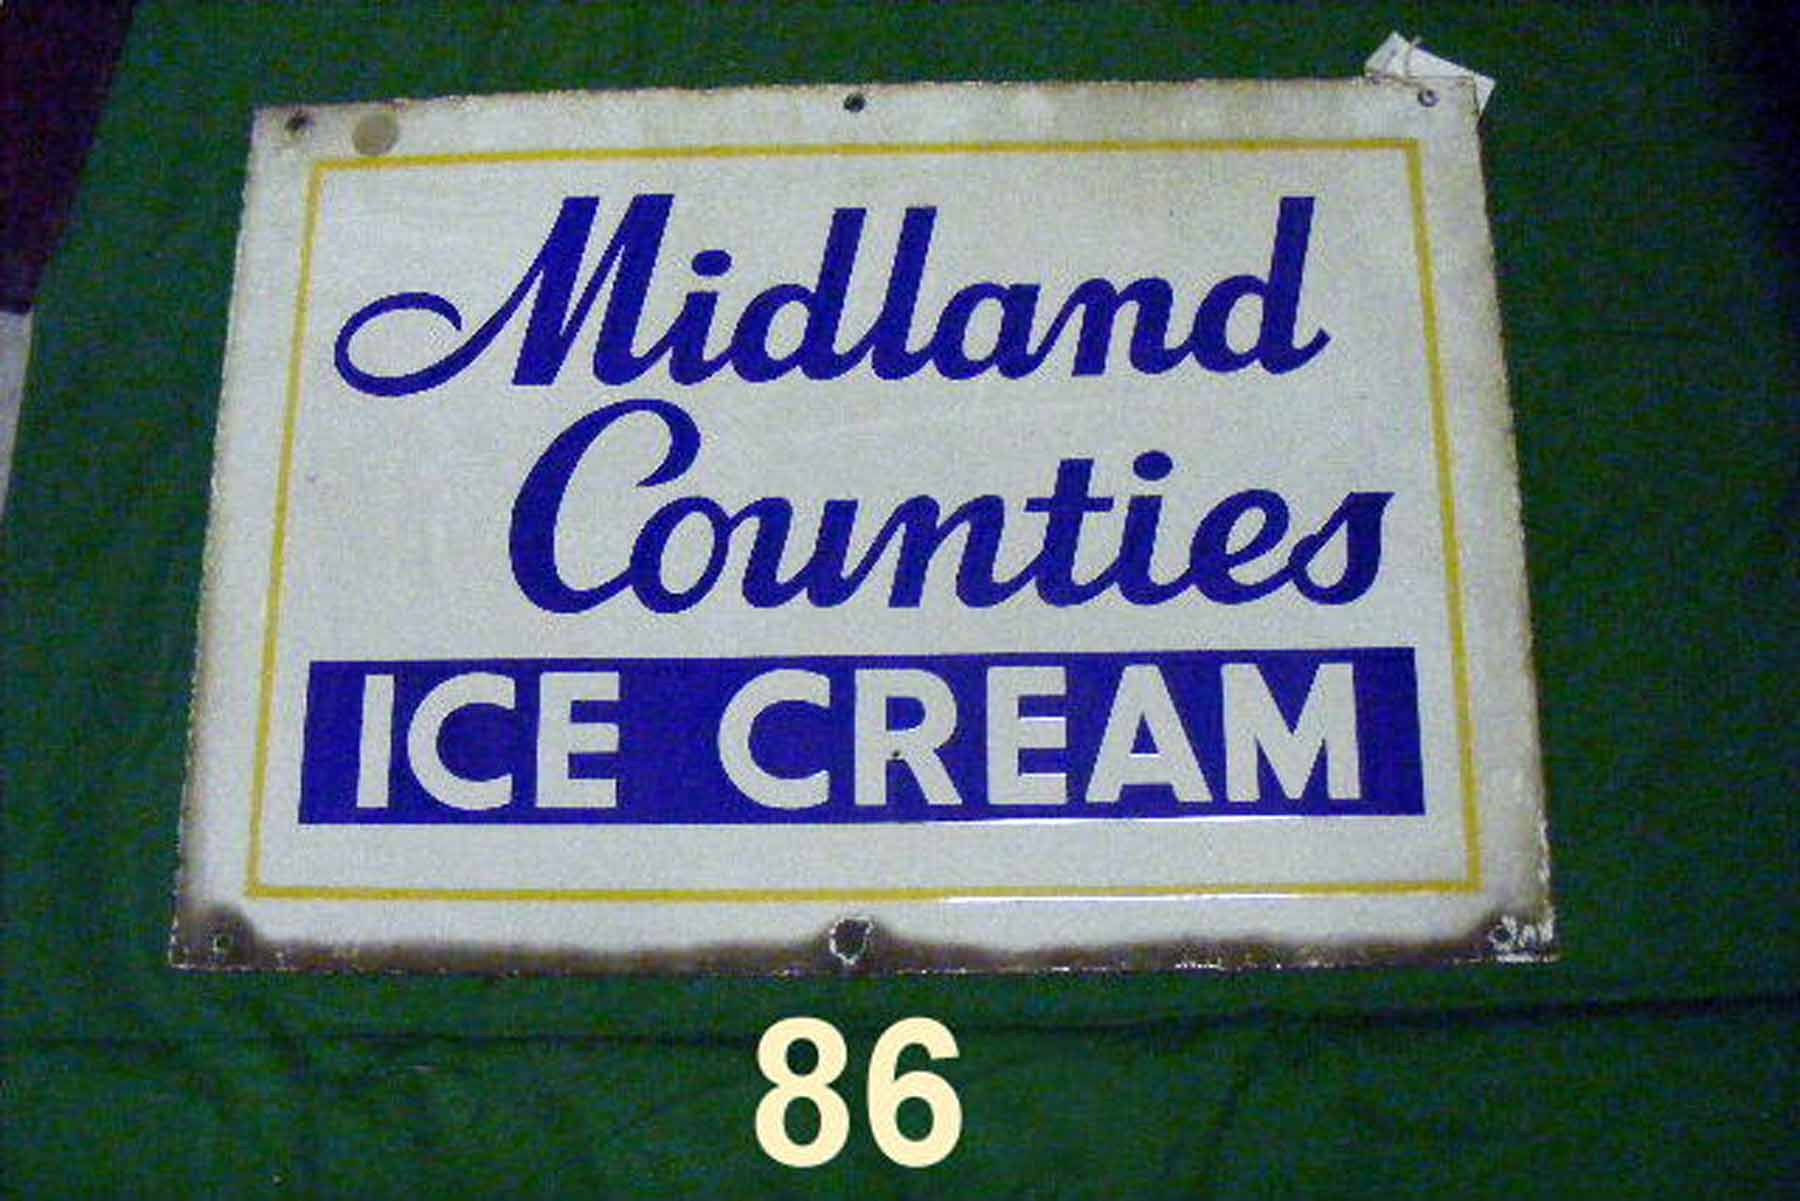 Midland
Counties
ICE CREAM
86